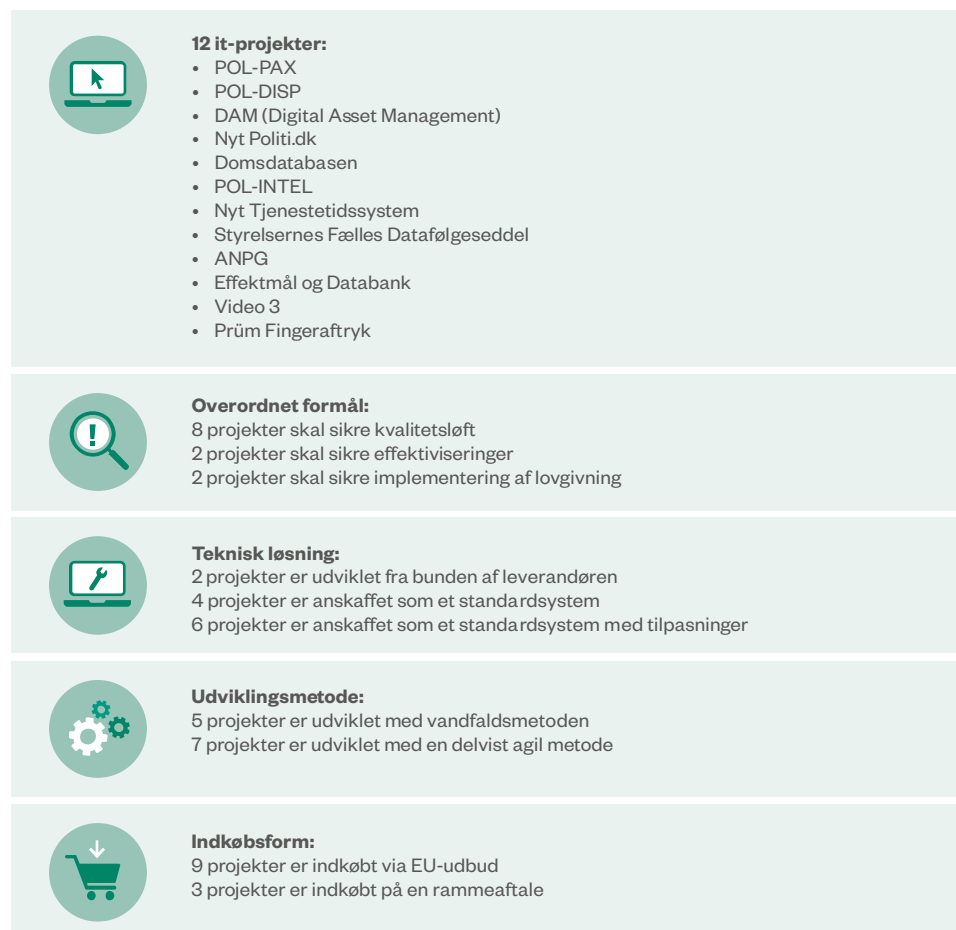 12 it-projekter:
• POL-PAX
• POL-DISP
• DAM (Digital Asset Management)
• Nyt Politi.dk
• Domsdatabasen
• POL-INTEL
• Nyt Tjenestetidssystem
• Styrelsernes Fælles Datafølgeseddel
• ANPG
• Effektmål og Databank
• Video 3
• Prüm Fingeraftryk
Overordnet formål:
8 projekter skal sikre kvalitetsløft
2 projekter skal sikre effektiviseringer
2 projekter skal sikre implementering af lovgivning
Teknisk løsning:
2 projekter er udviklet fra bunden af leverandøren
4 projekter er anskaffet som et standardsystem
6 projekter er anskaffet som et standardsystem med tilpasninger
Udviklingsmetode:
5 projekter er udviklet med vandfaldsmetoden
7 projekter er udviklet med en delvist agil metode
Indkøbsform:
9 projekter er indkøbt via EU-udbud
3 projekter er indkøbt på en rammeaftale